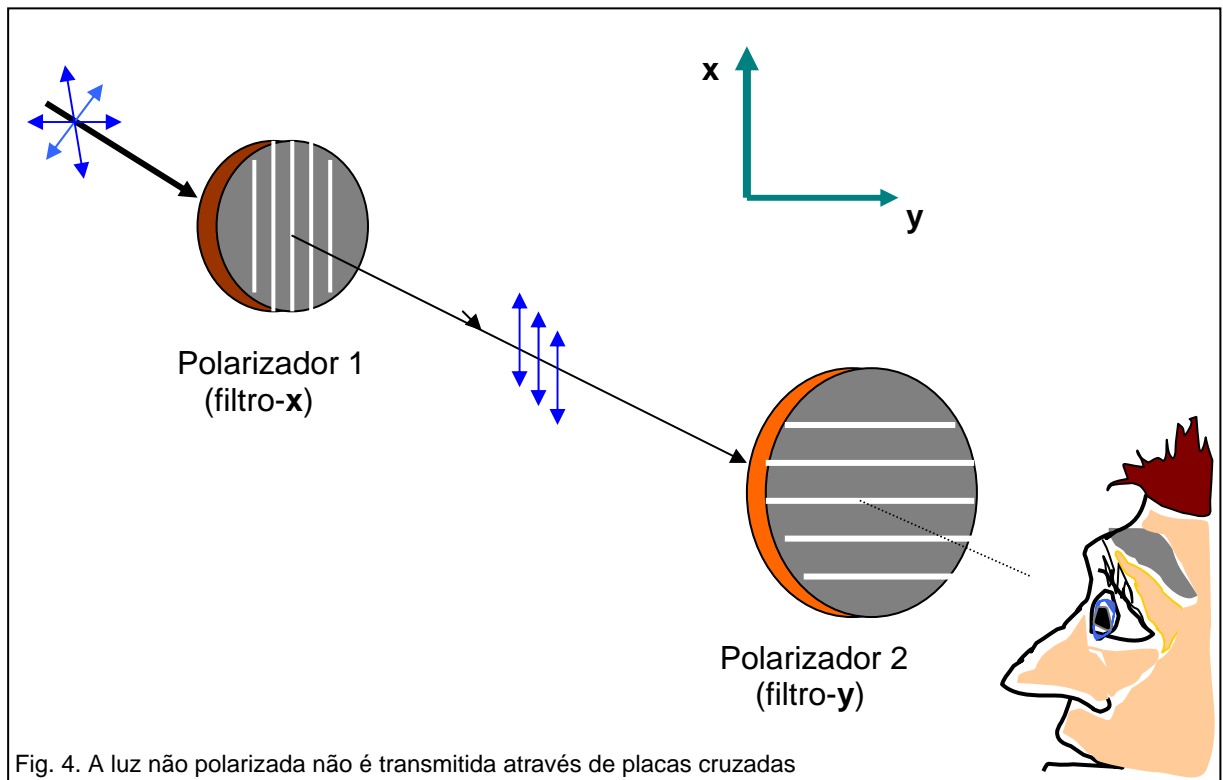 x
y
Polarizador 1
(filtro-x)
Polarizador 2
(filtro-y)
Fig. 4. A luz não polarizada não é transmitida através de placas cruzadas